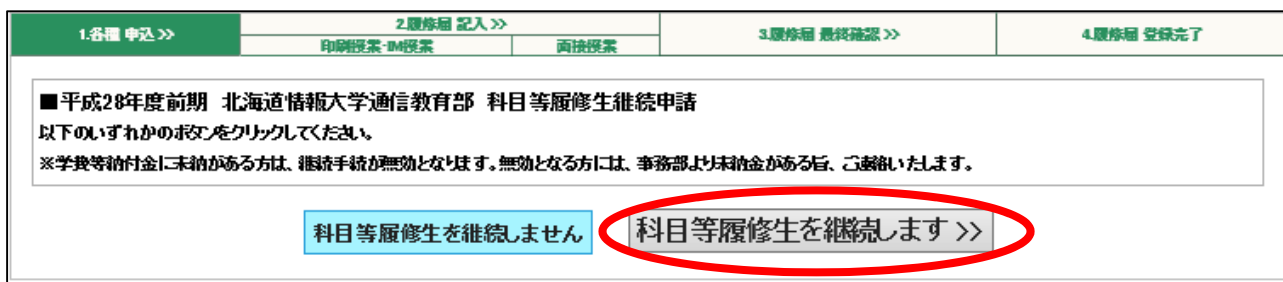 1.各種 申込 >>
2.履修届 記入 >>
印刷授業･IM授業
面接授業
3.履修届 最終確認 >>
4.履修届 登録完了
■平成28年度前期 北海道情報大学通信教育部 科目等履修生継続申請
以下のいずれかのボタンをクリックしてください。
※学費等納付金に未納がある方は、継続手続が無効となります。無効となる方には、事務部より未納金がある旨、ご連絡いたします。
科目等履修生を継続しません
科目等履修生を継続します >>